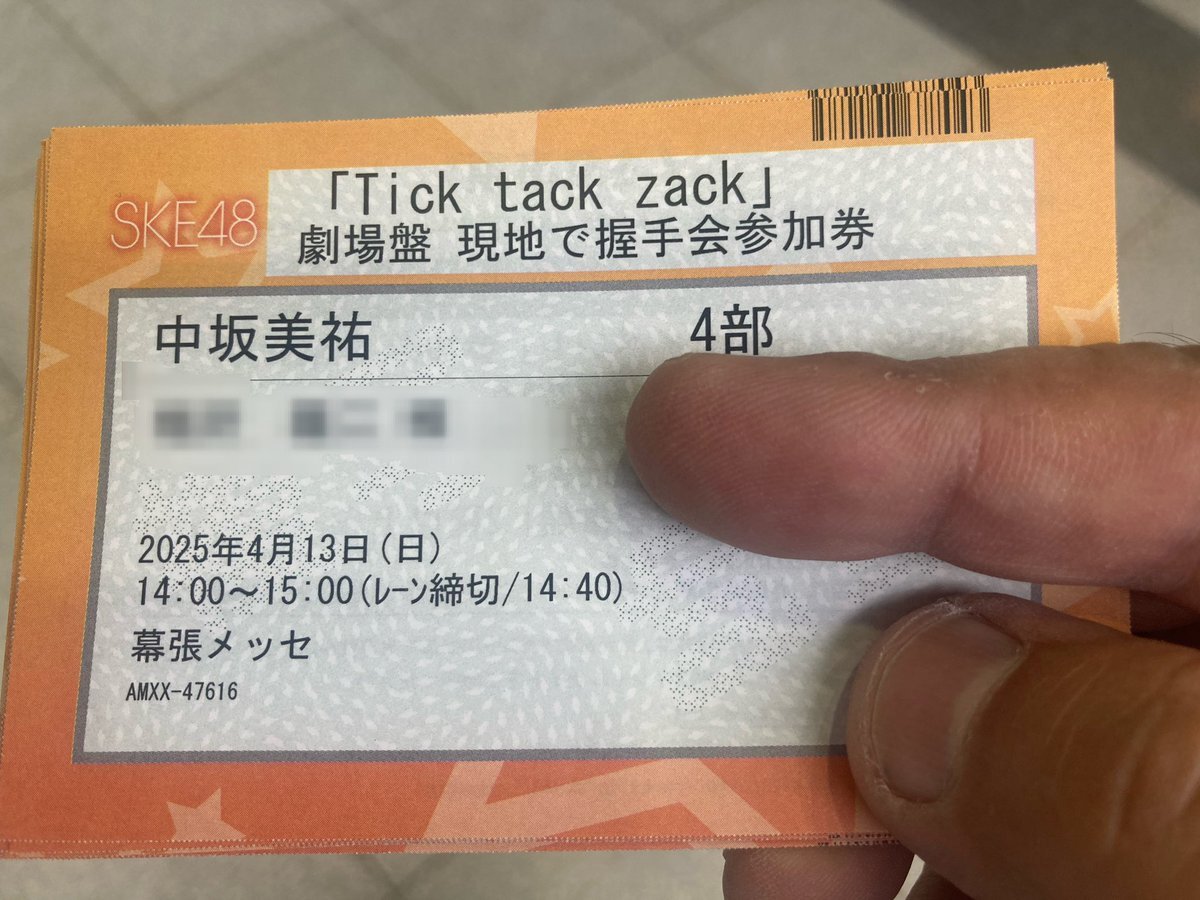 SKE48
「Tick tack zack」
劇場盤 現地で握手会参加券
中坂美祐 4部
2025年4月13日(日)
14:00〜15:00(ﾚｰﾝ締切/14:40)
幕張メッセ
AMXX-47616